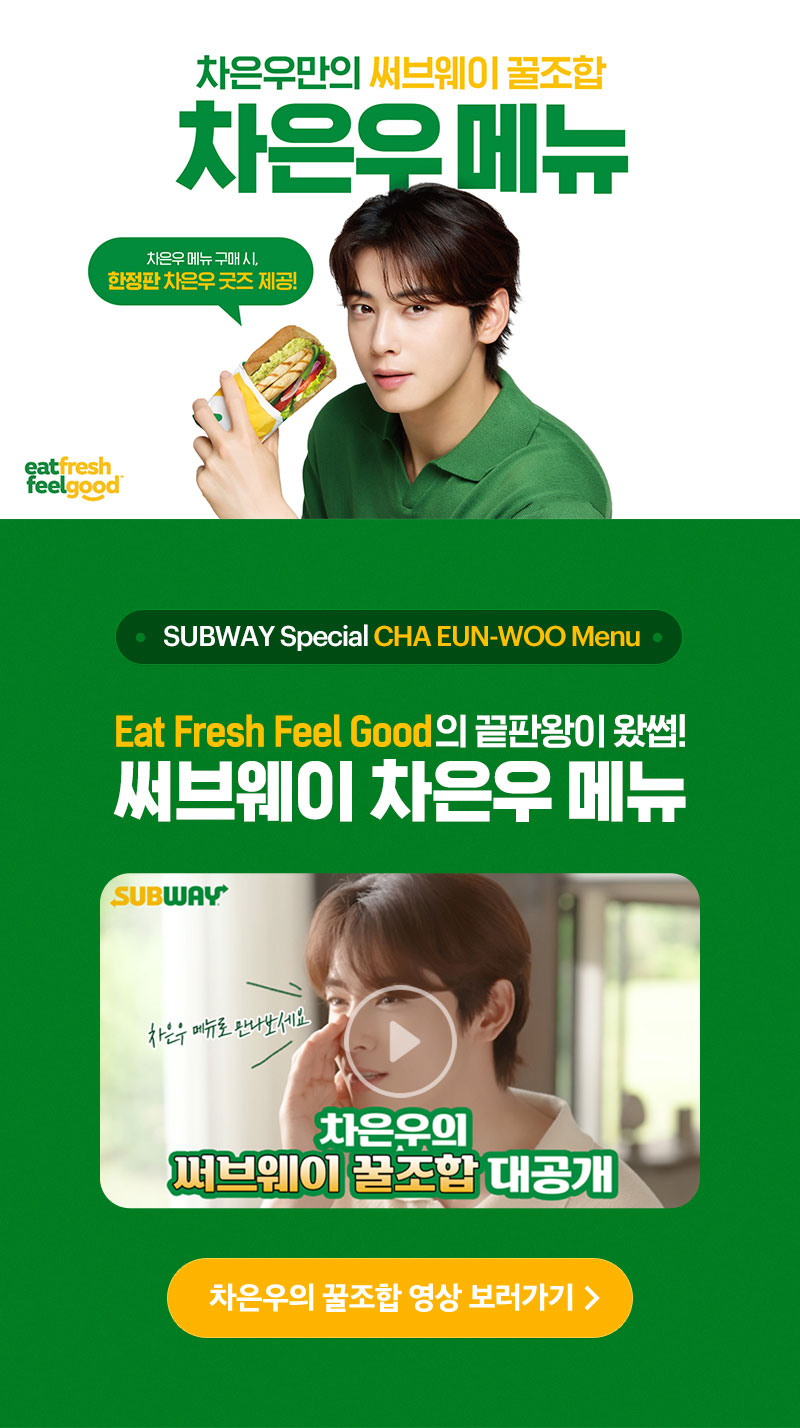 차은우만의 써브웨이 꿀조합
차은우 메뉴
차은우 메뉴 구매 시,
한정판 차은우 굿즈 제공!
eatfresh
feelgood
SUBWAY Special CHA EUN-WOO Menu
Eat Fresh Feel Good의 끝판왕이 왔썹!
써브웨이 차은우 메뉴
SUBWAY
차은우 메뉴로 만나보세요
차은우의
써브웨이 꿀조합 대공개
차은우의 꿀조합 영상 보러가기 >